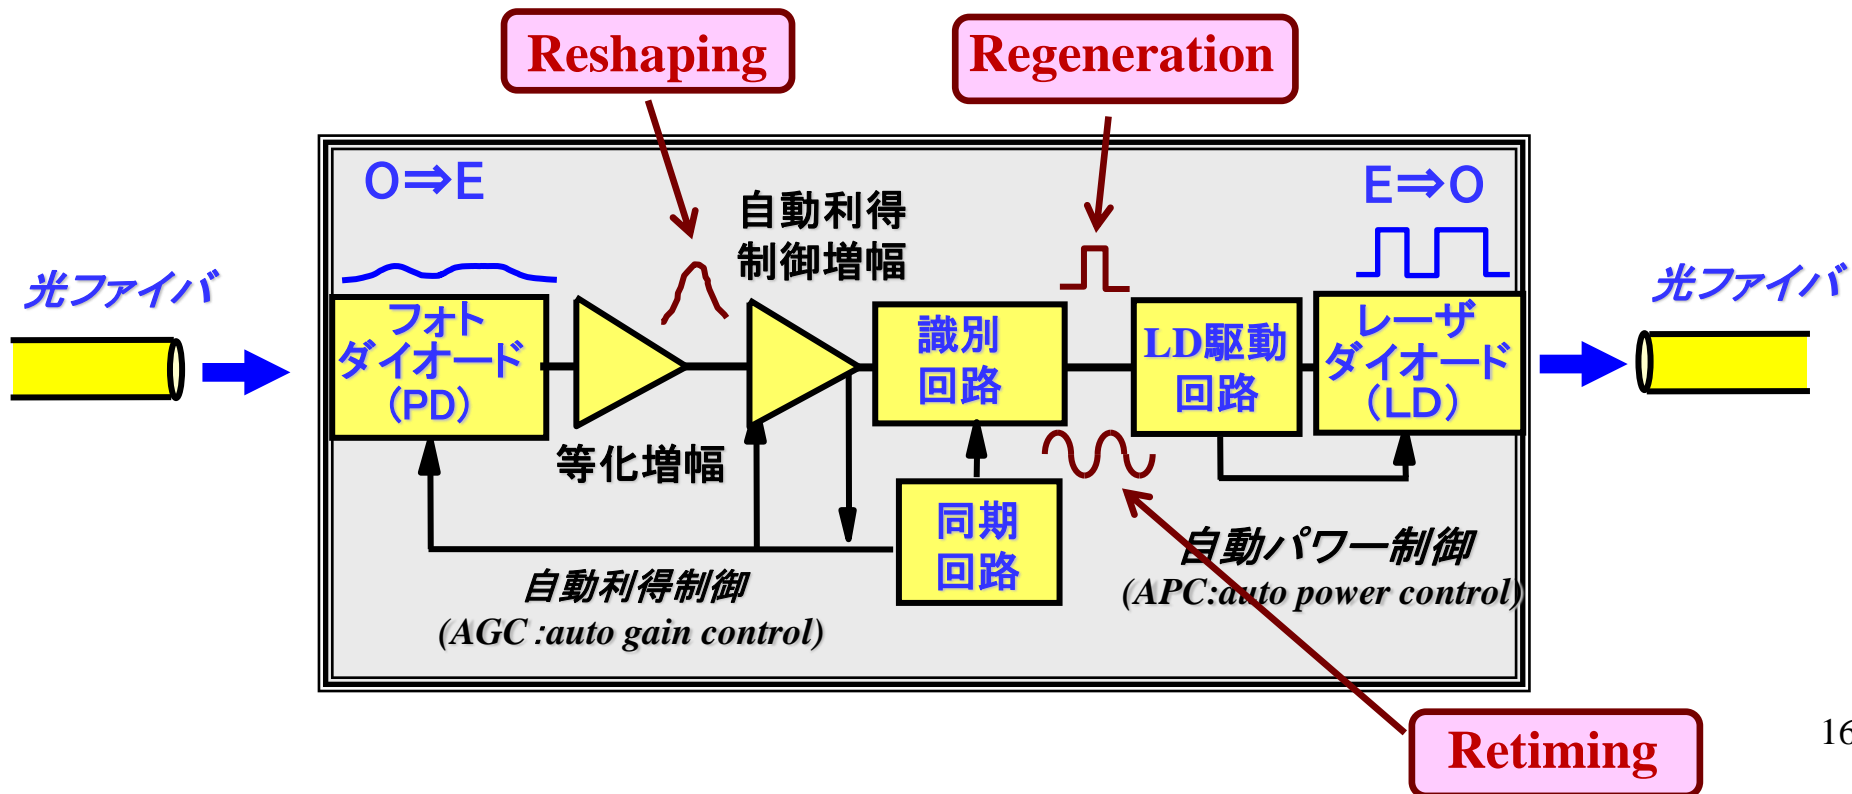 Reshaping
Regeneration
O⇒E
E⇒O
自動利得
制御増幅
光ファイバ
光ファイバ
フォト
ダイオード
(PD)
識別
回路
LD駆動
回路
レーザ
ダイオード
(LD)
等化増幅
同期
回路
自動利得制御
(AGC:auto gain control)
自動パワー制御
(APC:auto power control)
Retiming
16